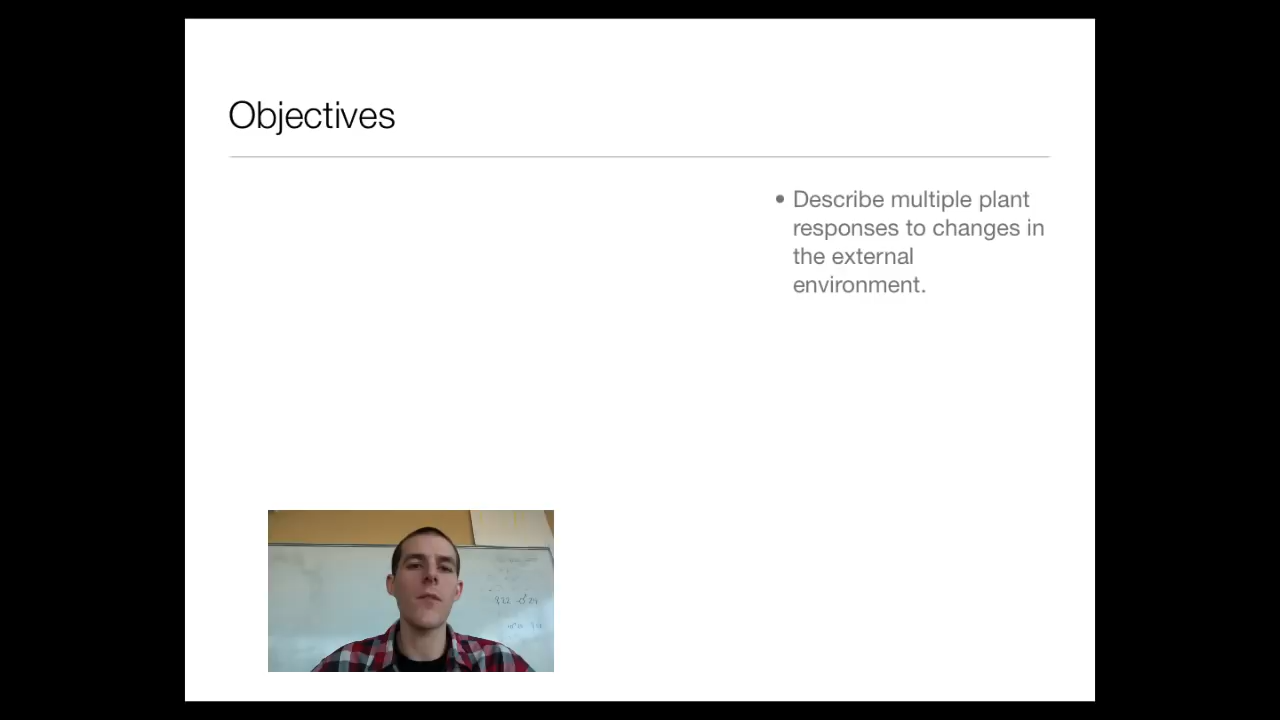 Objectives
• Describe multiple plant
responses to changes in
the external
environment.